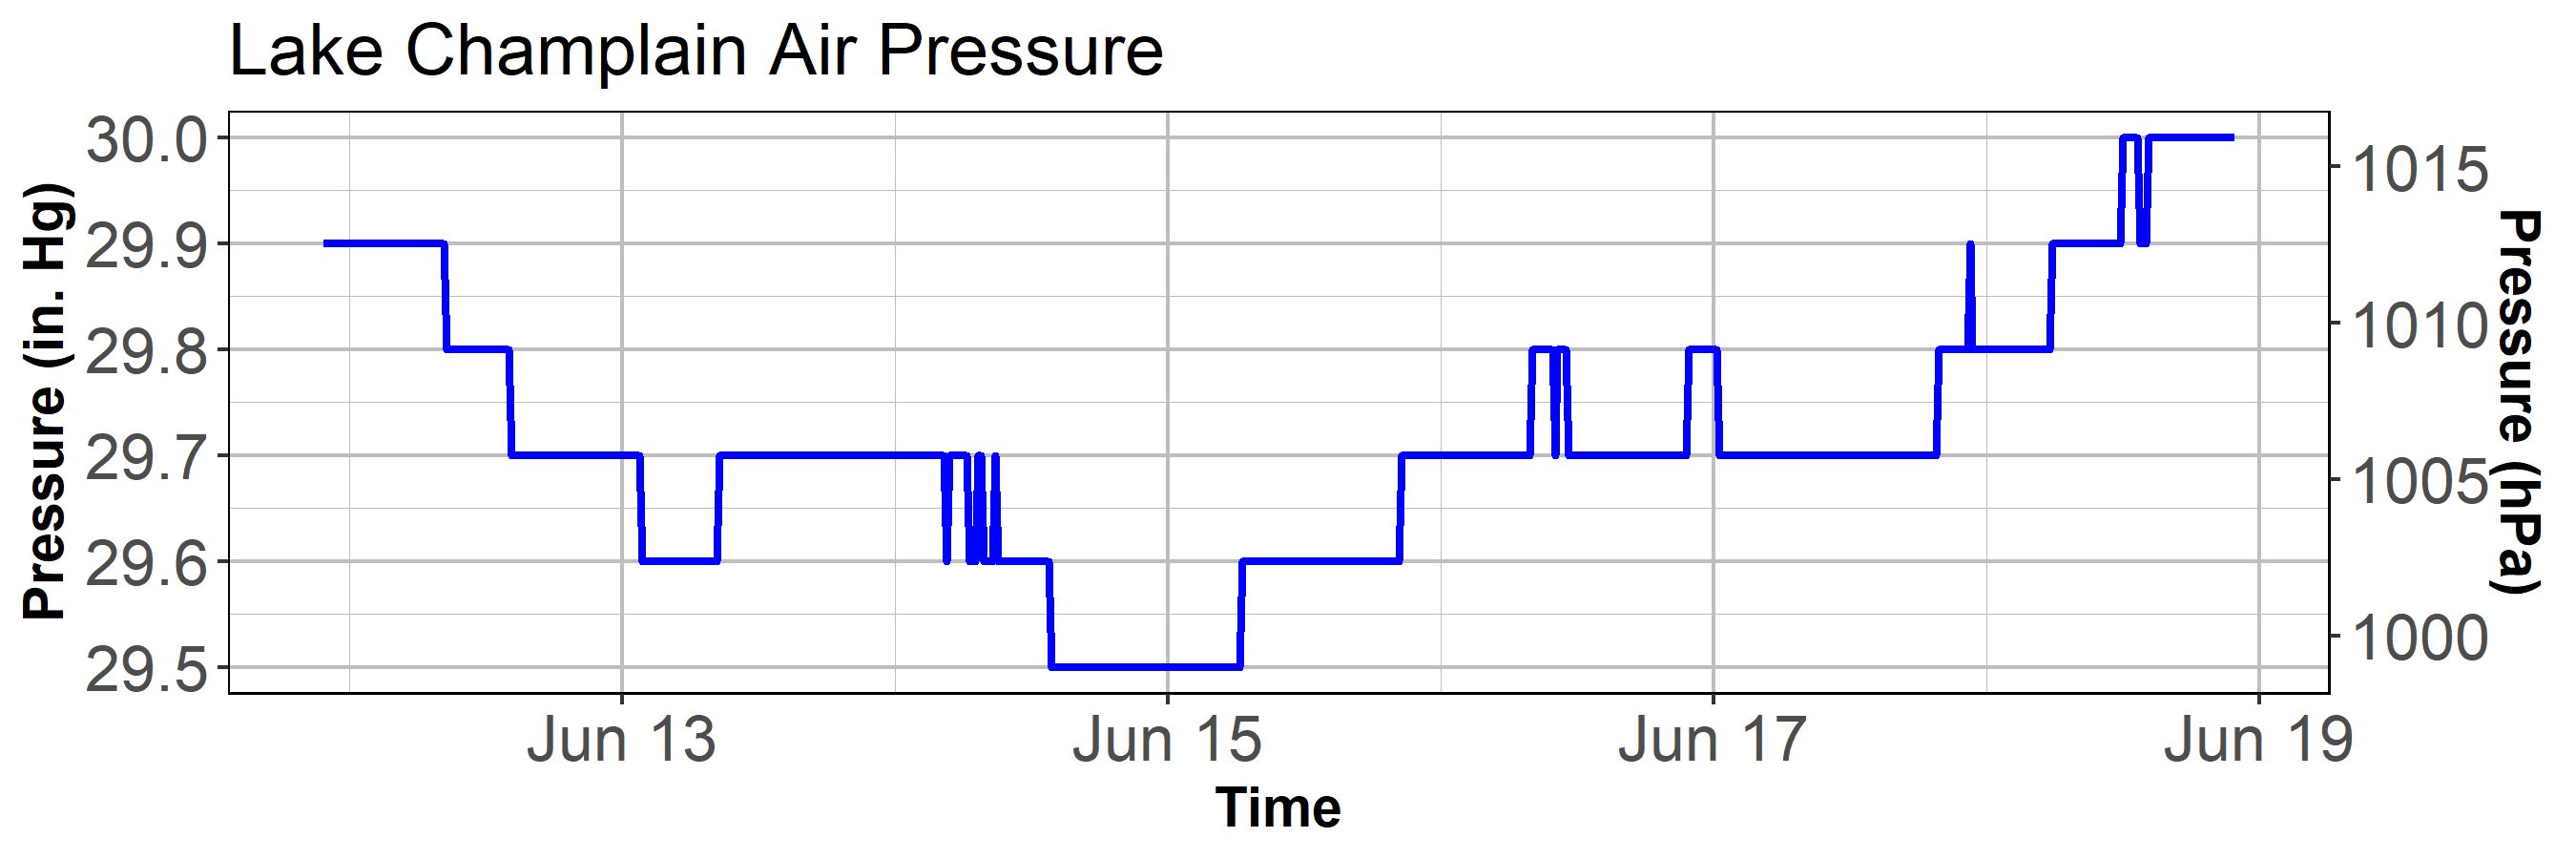 Lake Champlain Air Pressure
Pressure (in. Hg)
30.0
29.9
29.8
29.7
29.6
29.5
1015
1010
1005
1000
Pressure (hPa)
Jun 13
Jun 15
Jun 17
Jun 19
Time